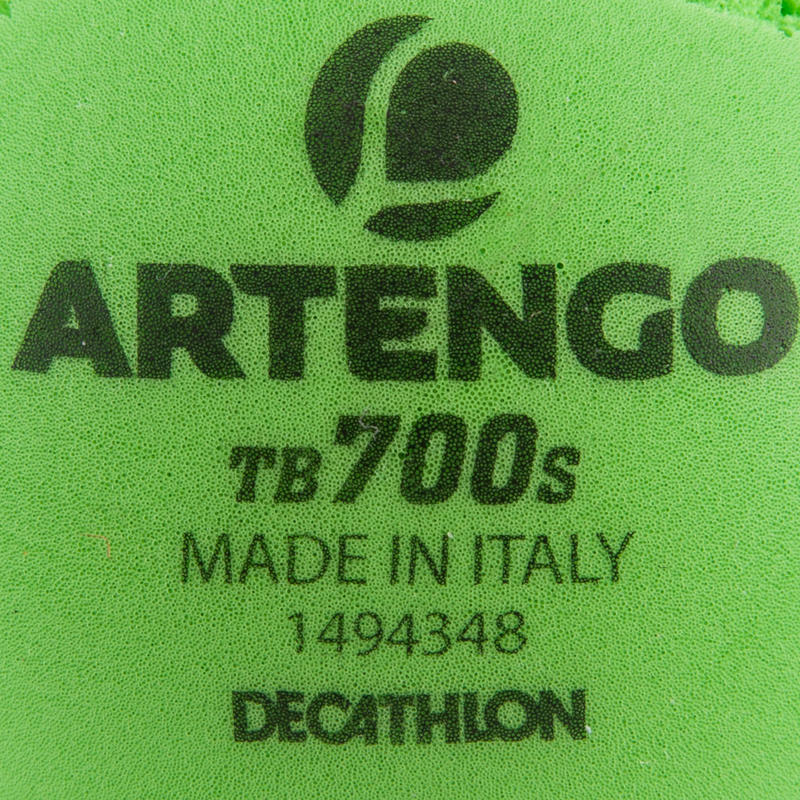 ARTENGO
TB700S
MADE IN ITALY
1494348
DECATHLON